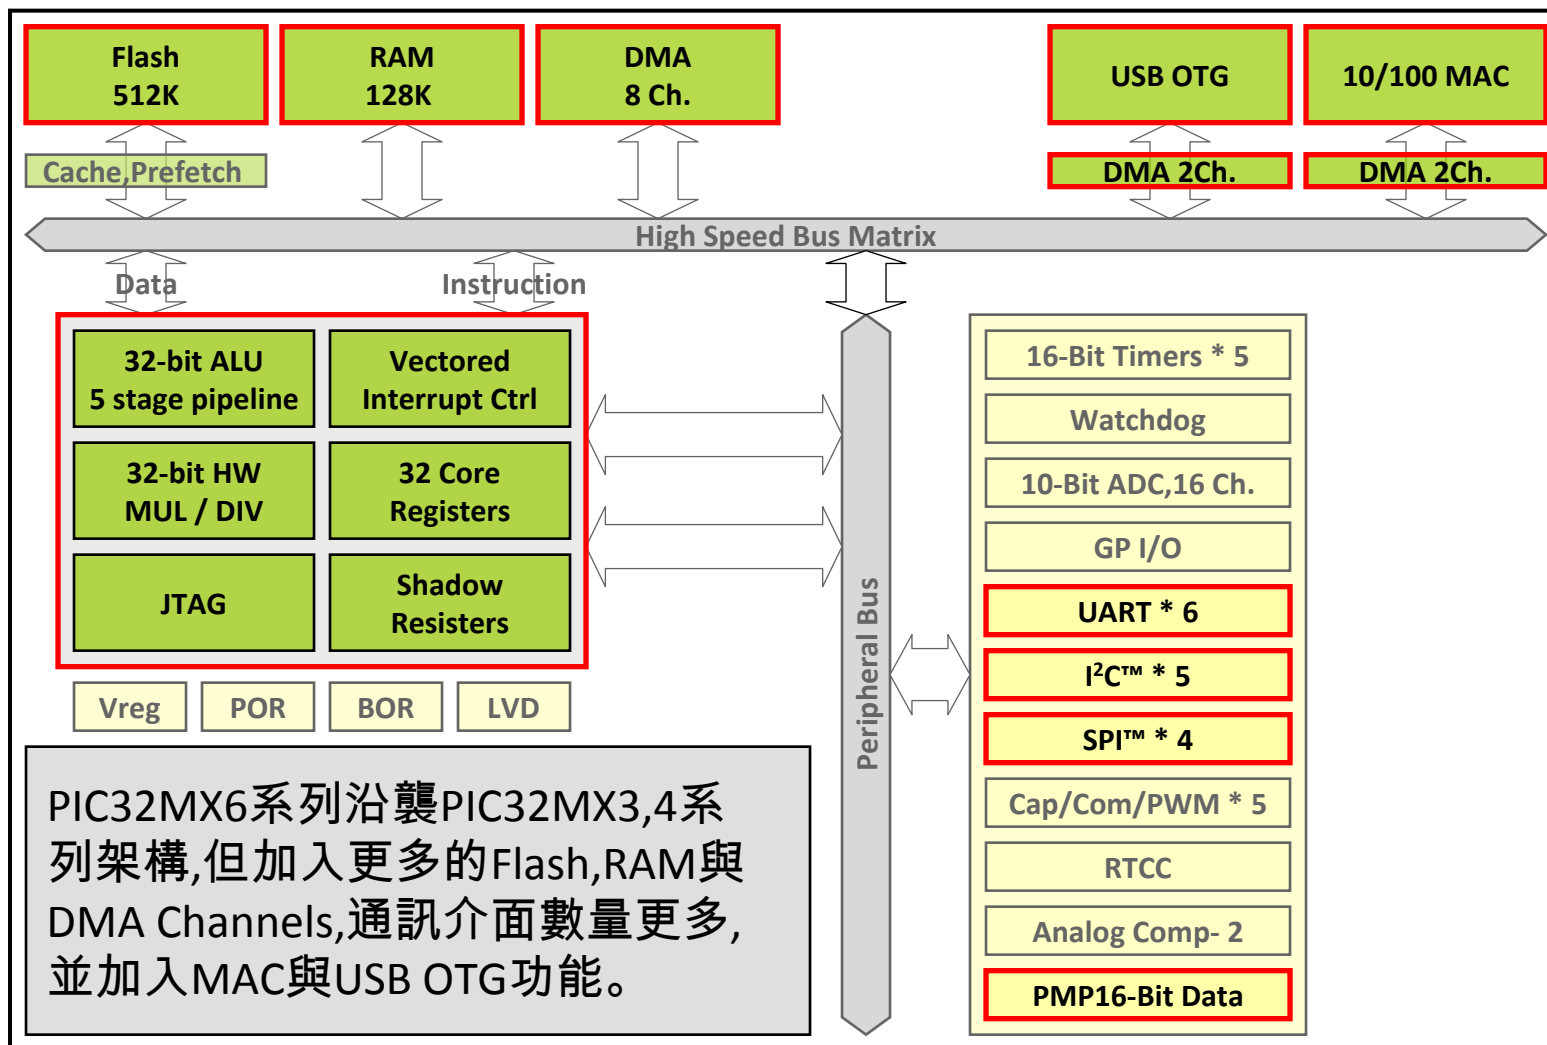 Flash
512K
RAM
128K
DMA
8 Ch.
USB OTG
10/100 MAC
Cache,Prefetch
DMA 2Ch.
DMA 2Ch.
High Speed Bus Matrix
Data
Instruction
32-bit ALU
5 stage pipeline
Vectored
Interrupt Ctrl
32-bit HW
MUL / DIV
32 Core
Registers
JTAG
Shadow
Resisters
Vreg
POR
BOR
LVD
Peripheral Bus
16-Bit Timers * 5
Watchdog
10-Bit ADC,16 Ch.
GP I/O
UART * 6
I²C™ * 5
SPI™ * 4
Cap/Com/PWM * 5
RTCC
Analog Comp- 2
PMP16-Bit Data
PIC32MX6系列沿襲PIC32MX3,4系
列架構,但加入更多的Flash,RAM與
DMA Channels,通訊介面數量更多,
並加入MAC與USB OTG功能。